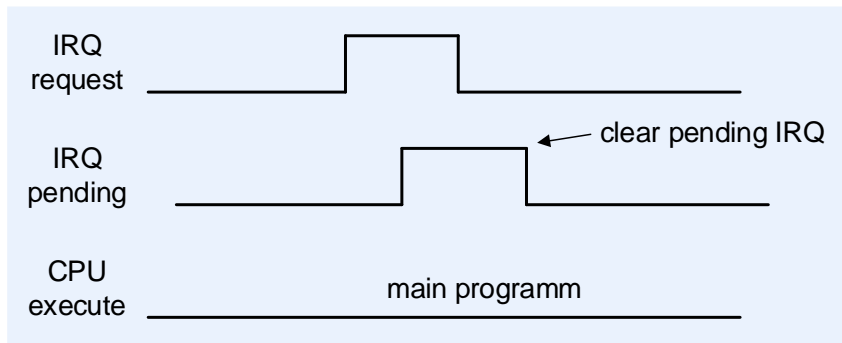 IRQ
request
clear pending IRQ
IRQ
pending
CPU
execute
main programm